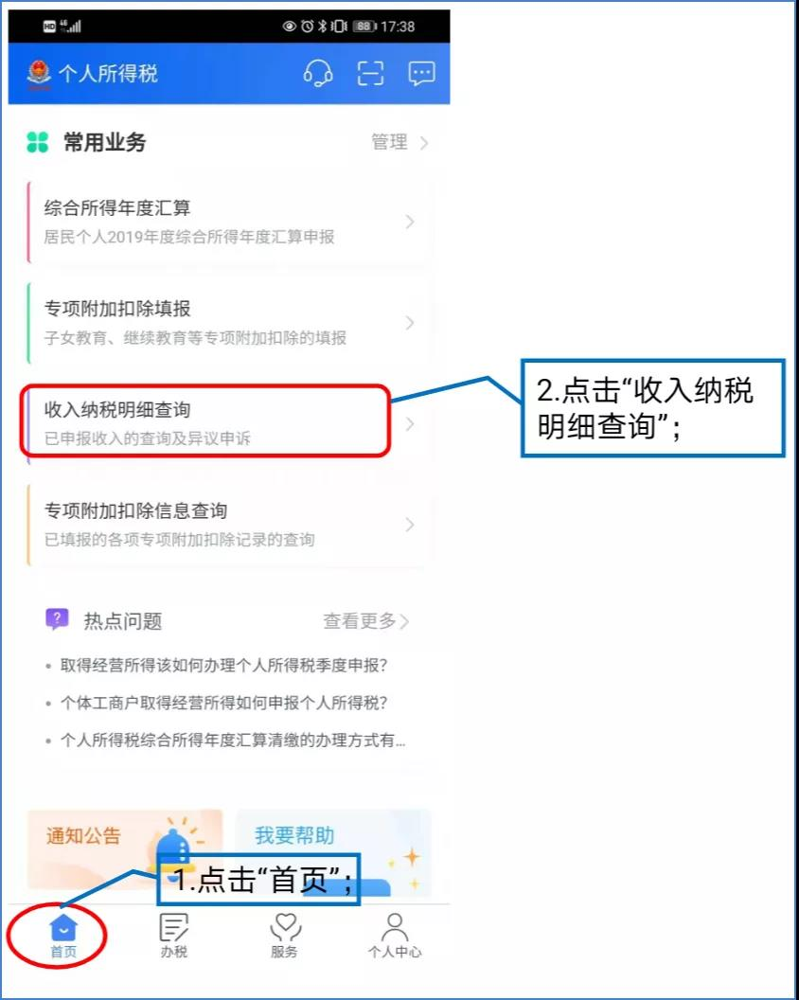 HD 46 88 17:38
个人所得税
常用业务 管理
综合所得年度汇算
居民个人2019年度综合所得年度汇算申报
专项附加扣除填报
子女教育、继续教育等专项附加扣除的填报
收入纳税明细查询
已申报收入的查询及异议申诉
2.点击“收入纳税
明细查询”；
专项附加扣除信息查询
已填报的各项专项附加扣除记录的查询
热点问题 查看更多
• 取得经营所得该如何办理个人所得税季度申报？
• 个体工商户取得经营所得如何申报个人所得税？
• 个人所得税综合所得年度汇算清缴的办理方式有...
通知公告 我要帮助
1.点击“首页”；
首页 办税 服务 个人中心